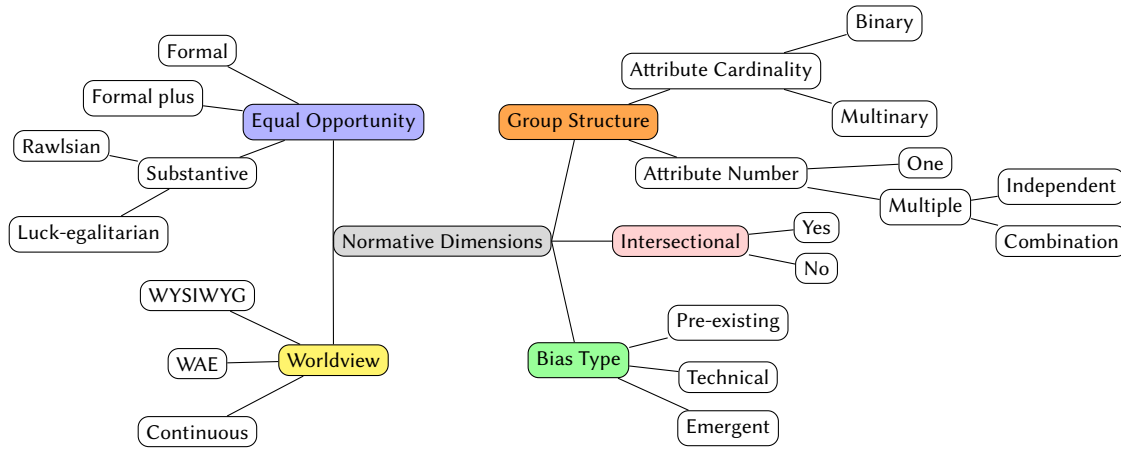 Binary
Formal
Attribute Cardinality
Formal plus
Equal Opportunity
Group Structure
Multinary
Rawlsian
One
Substantive
Attribute Number
Independent
Multiple
Luck-egalitarian
Normative Dimensions
Intersectional
Yes
Combination
No
WYSIWYG
Pre-existing
WAE
Worldview
Bias Type
Technical
Emergent
Continuous